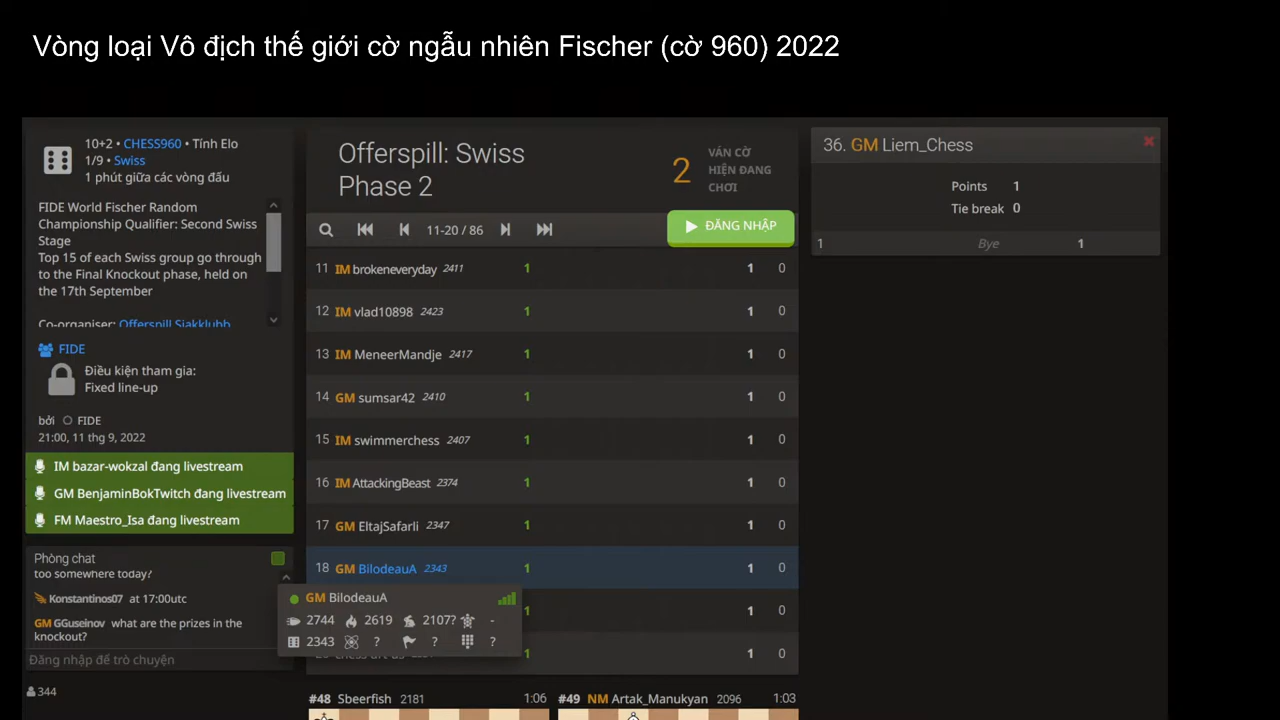 Vòng loại Vô địch thế giới cờ ngẫu nhiên Fischer (cờ 960) 2022
10+2 • CHESS960 • Tính Elo
1/9 • Swiss
1 phút giữa các vòng đấu
FIDE World Fischer Random
Championship Qualifier: Second Swiss
Stage
Top 15 of each Swiss group go through
to the Final Knockout phase, held on
the 17th September
Co-organiser: Offerspill Sjakklubb
FIDE
Điều kiện tham gia:
Fixed line-up
bởi FIDE
21:00, 11 thg 9, 2022
IM bazar-wokzal đang livestream
GM BenjaminBokTwitch đang livestream
FM Maestro_Isa đang livestream
Phòng chat
too somewhere today?
Konstantinos07 at 17:00utc
GM GGuseinov what are the prizes in the
knockout?
Đăng nhập để trò chuyện
344
Offerspill: Swiss
Phase 2
2 VÁN CỜ
HIỆN ĐANG
CHƠI
11-20 / 86
ĐĂNG NHẬP
11 IM brokeneveryday 2411 1 1 0
12 IM vlad10898 2423 1 1 0
13 IM MeneerMandje 2417 1 1 0
14 GM sumsar42 2410 1 1 0
15 IM swimmerchess 2407 1 1 0
16 IM AttackingBeast 2374 1 1 0
17 GM EltajSafarli 2347 1 1 0
18 GM BilodeauA 2343 1 1 0
1 1 0
1 1 0
GM BilodeauA
2744 2619 2107? -
2343 ? ? ?
#48 Sbeerfish 2181 1:06
#49 NM Artak_Manukyan 2096 1:03
36. GM Liem_Chess
Points 1
Tie break 0
1 Bye 1